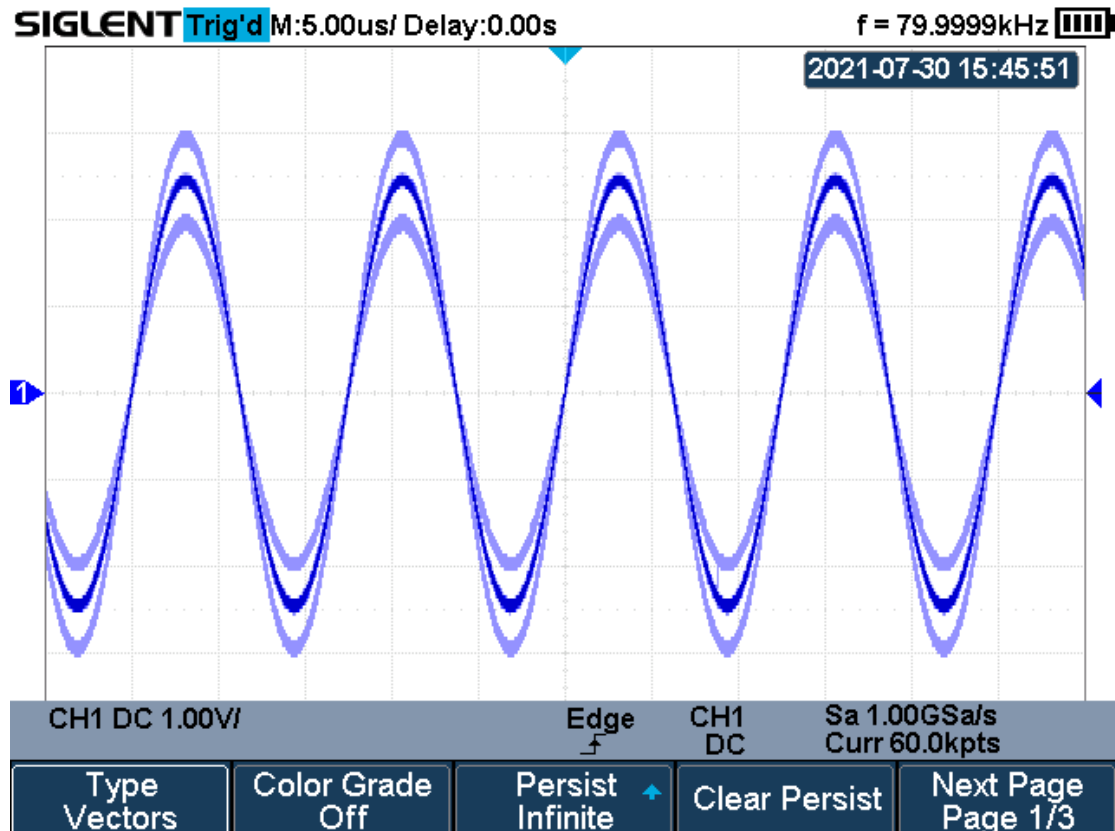 SIGLENT Trig'd M:5.00us/ Delay:0.00s f = 79.9999kHz
2021-07-30 15:45:51
1
CH1 DC 1.00V/ Edge CH1 Sa 1.00GSa/s
DC Curr 60.0kpts
Type Color Grade Persist Clear Persist Next Page
Vectors Off Infinite Page 1/3